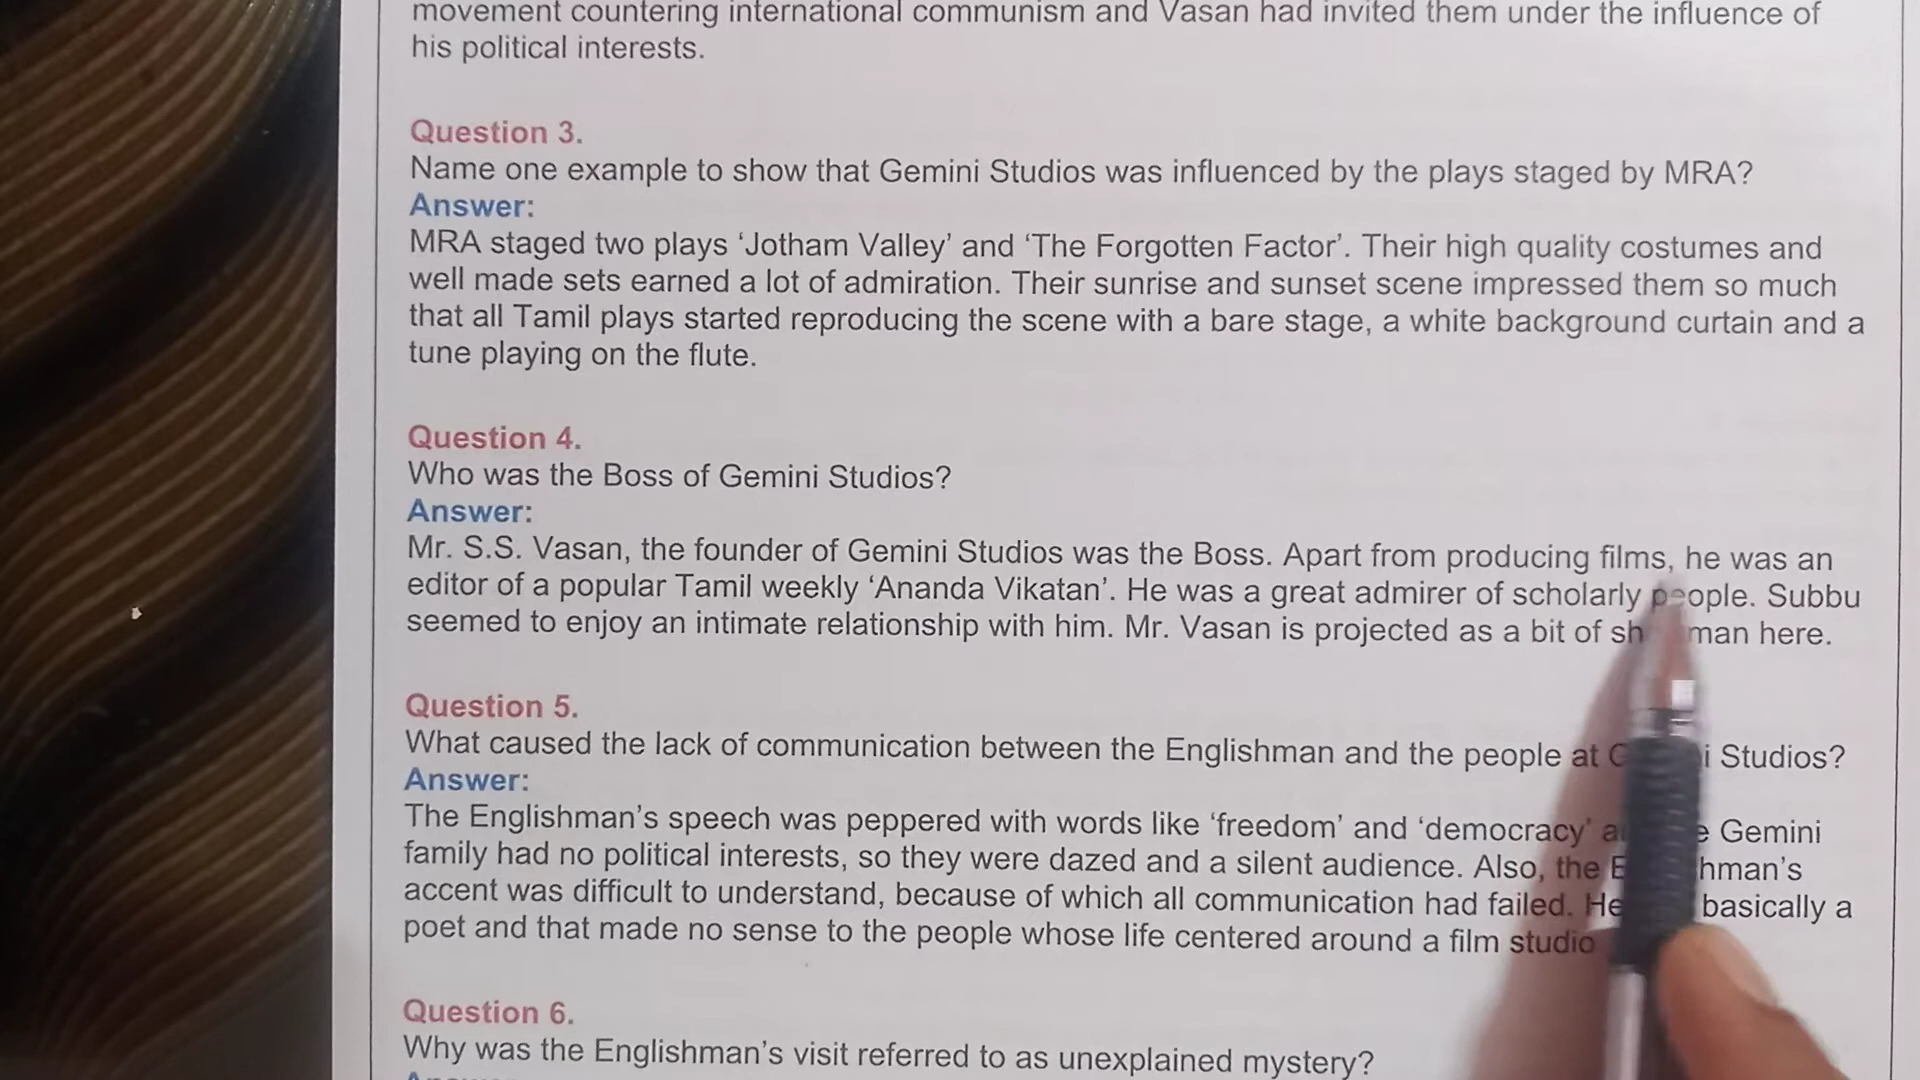 movement countering international communism and Vasan had invited them under the influence of
his political interests.
Question 3.
Name one example to show that Gemini Studios was influenced by the plays staged by MRA?
Answer:
MRA staged two plays ‘Jotham Valley’ and ‘The Forgotten Factor’. Their high quality costumes and
well made sets earned a lot of admiration. Their sunrise and sunset scene impressed them so much
that all Tamil plays started reproducing the scene with a bare stage, a white background curtain and a
tune playing on the flute.
Question 4.
Who was the Boss of Gemini Studios?
Answer:
Mr. S.S. Vasan, the founder of Gemini Studios was the Boss. Apart from producing films, he was an
editor of a popular Tamil weekly ‘Ananda Vikatan’. He was a great admirer of scholarly people. Subbu
seemed to enjoy an intimate relationship with him. Mr. Vasan is projected as a bit of man here.
Question 5.
What caused the lack of communication between the Englishman and the people at Studios?
Answer:
The Englishman’s speech was peppered with words like ‘freedom’ and ‘democracy’ Gemini
family had no political interests, so they were dazed and a silent audience. Also, the
accent was difficult to understand, because of which all communication had failed. He basically a
poet and that made no sense to the people whose life centered around a film studio
Question 6.
Why was the Englishman’s visit referred to as unexplained mystery?